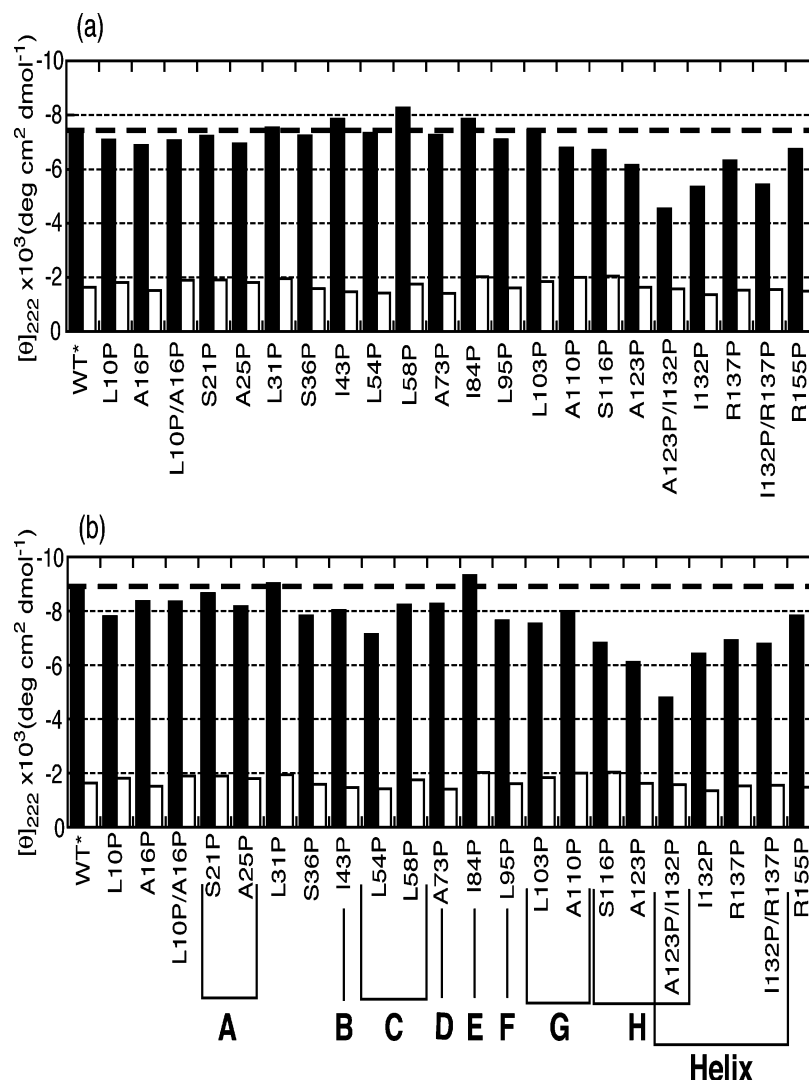 (a)
[θ]222 x10³(deg cm² dmol⁻¹)
-10
-8
-6
-4
-2
0
WT*
L10P
A16P
L10P/A16P
S21P
A25P
L31P
S36P
I43P
L54P
L58P
A73P
I84P
L95P
L103P
A110P
S116P
A123P
A123P/I132P
I132P
R137P
I132P/R137P
R155P
(b)
[θ]222 x10³(deg cm² dmol⁻¹)
-10
-8
-6
-4
-2
0
WT*
L10P
A16P
L10P/A16P
S21P
A25P
L31P
S36P
I43P
L54P
L58P
A73P
I84P
L95P
L103P
A110P
S116P
A123P
A123P/I132P
I132P
R137P
I132P/R137P
R155P
A B C D E F G H
Helix